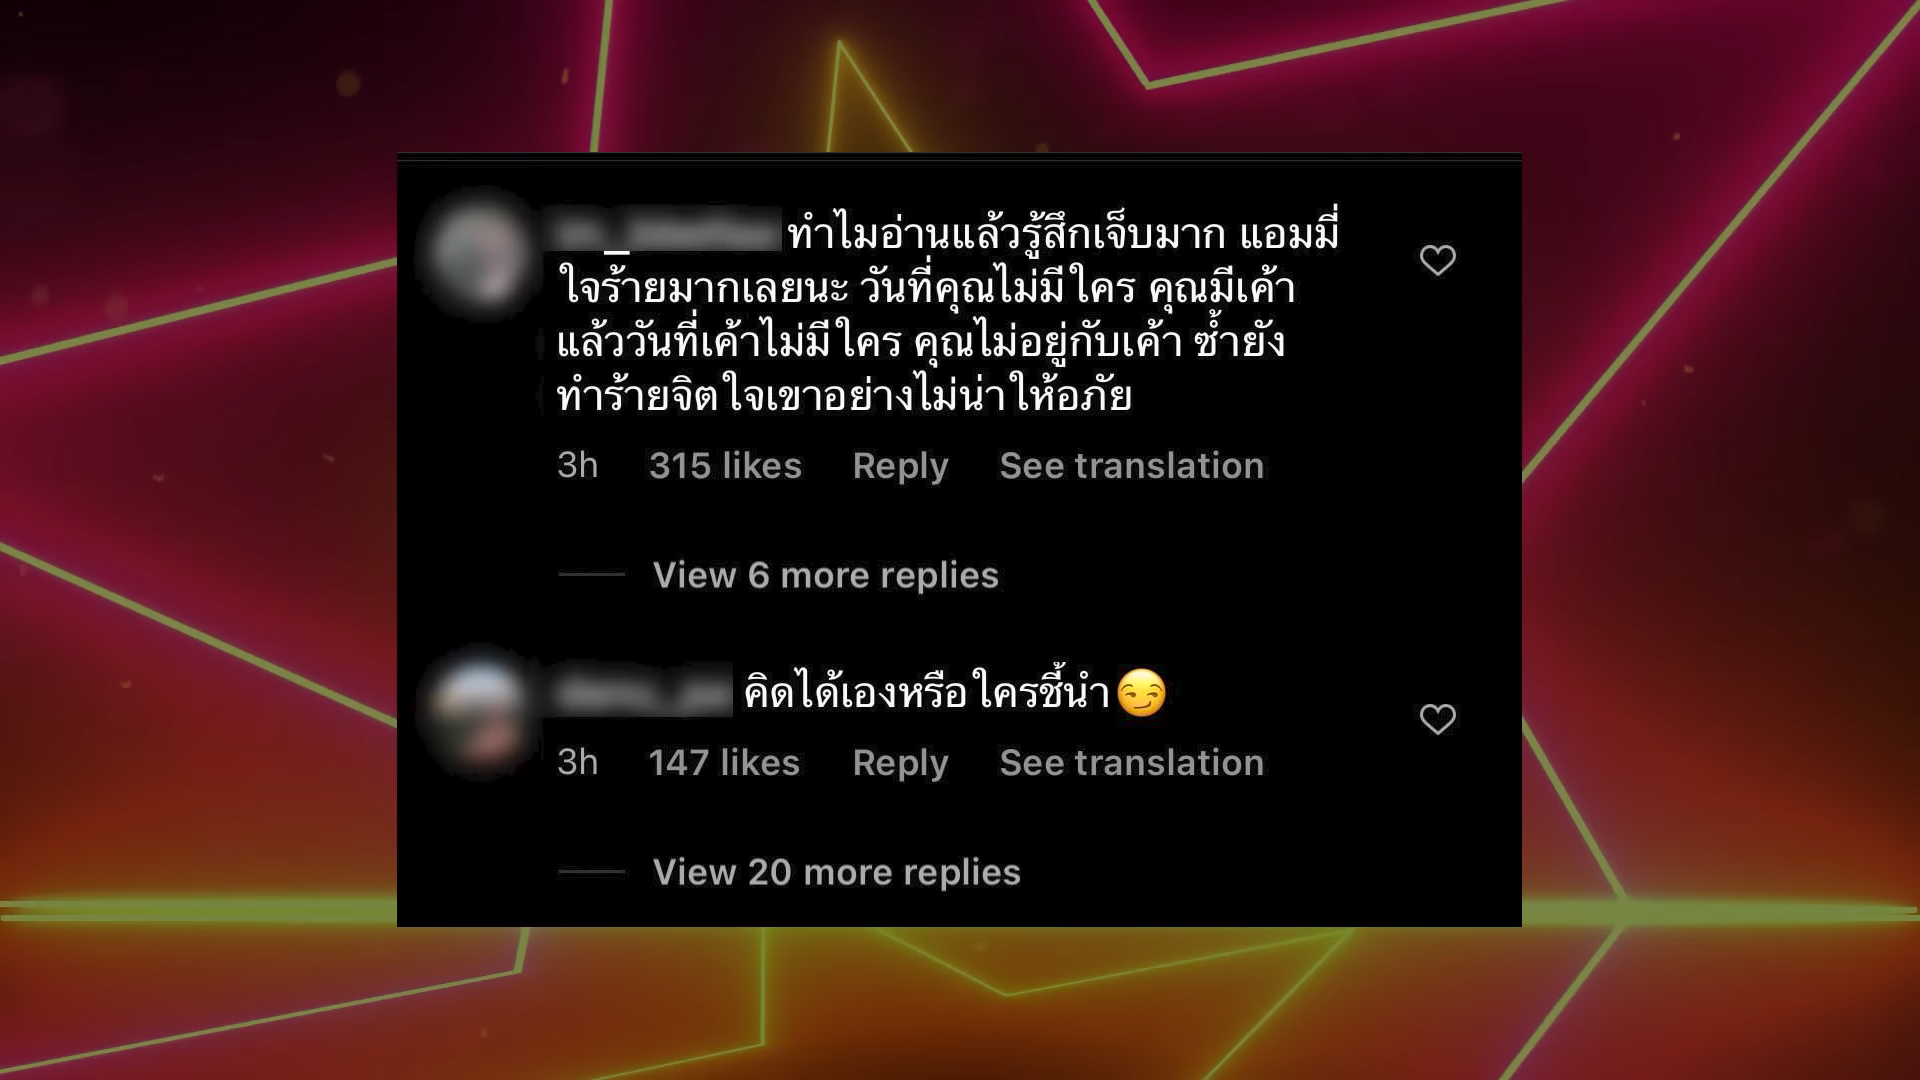 ทำไมอ่านแล้วรู้สึกเจ็บมาก แอมมี่
ใจร้ายมากเลยนะ วันที่คุณไม่มีใคร คุณมีเค้า
แล้ววันที่เค้าไม่มีใคร คุณไม่อยู่กับเค้า ซ้ำยัง
ทำร้ายจิตใจเขาอย่างไม่น่าให้อภัย
3h 315 likes Reply See translation
View 6 more replies
คิดได้เองหรือใครชี้นำ😏
3h 147 likes Reply See translation
View 20 more replies